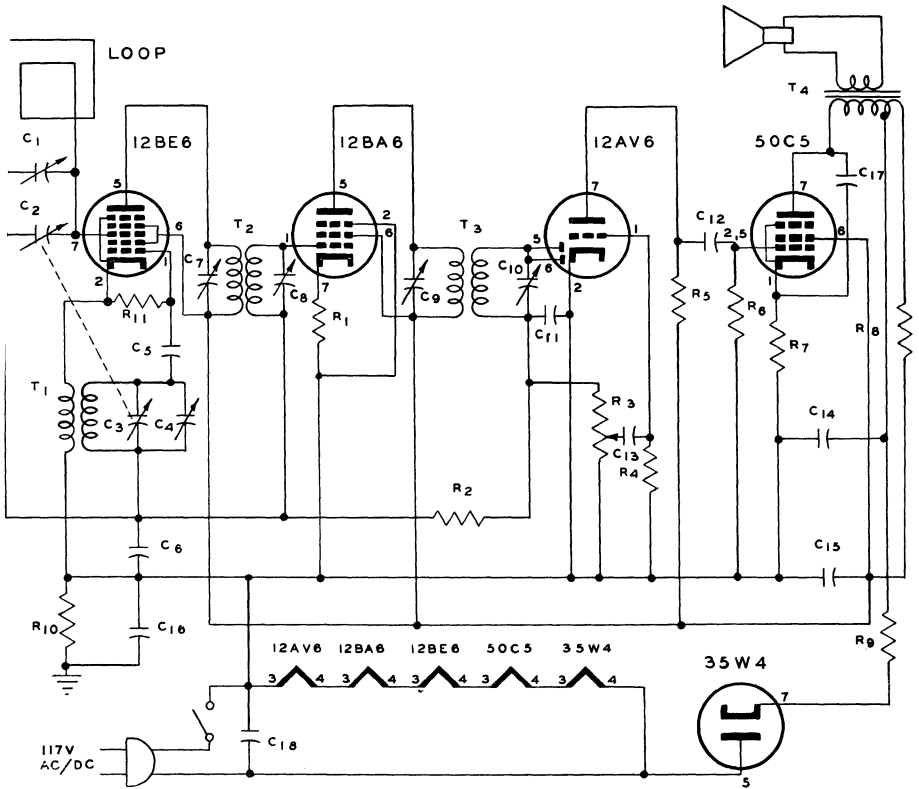 LOOP
T4
C1
12BE6
12BA6
12AV6
50C5
C17
5
5
7
7
C2
2
6
7
6
1
T2
1
T3
5
6
1
C12
2,5
6
2
1
C7
C8
7
C9
C10
2
1
R11
R1
C11
R5
R6
R7
R8
C5
T1
C3
C4
R3
C13
R4
C14
R2
C6
C15
R10
C16
12AV6 12BA6 12BE6 50C5 35W4
R9
3 4 3 4 3 4 3 4 3 4
35W4
7
117V
AC/DC
C18
5